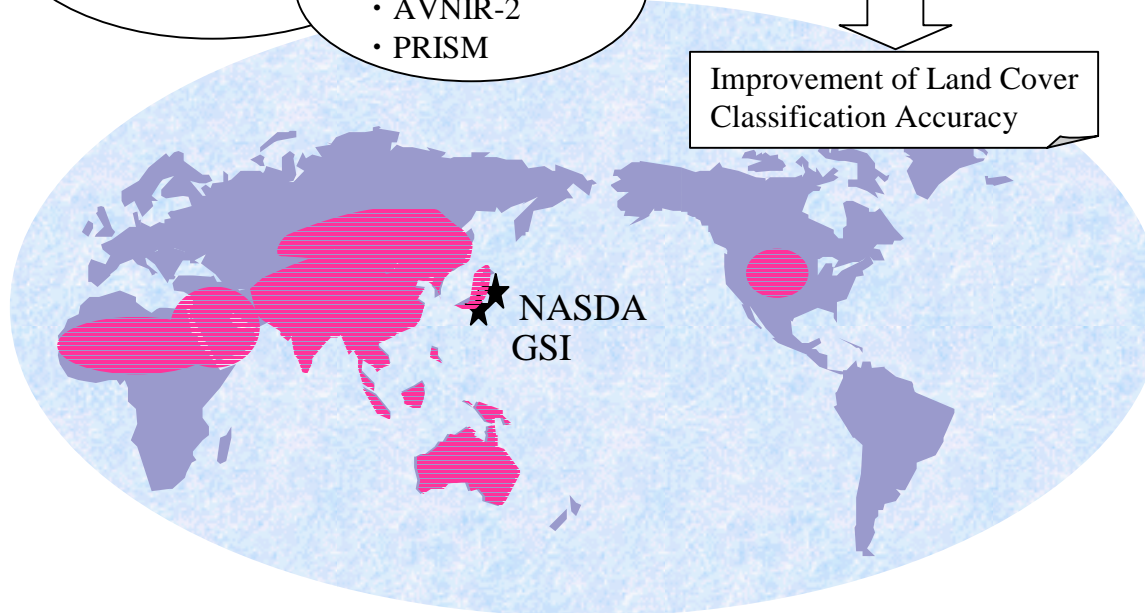 ・AVNIR-2
・PRISM
Improvement of Land Cover
Classification Accuracy
NASDA
GSI